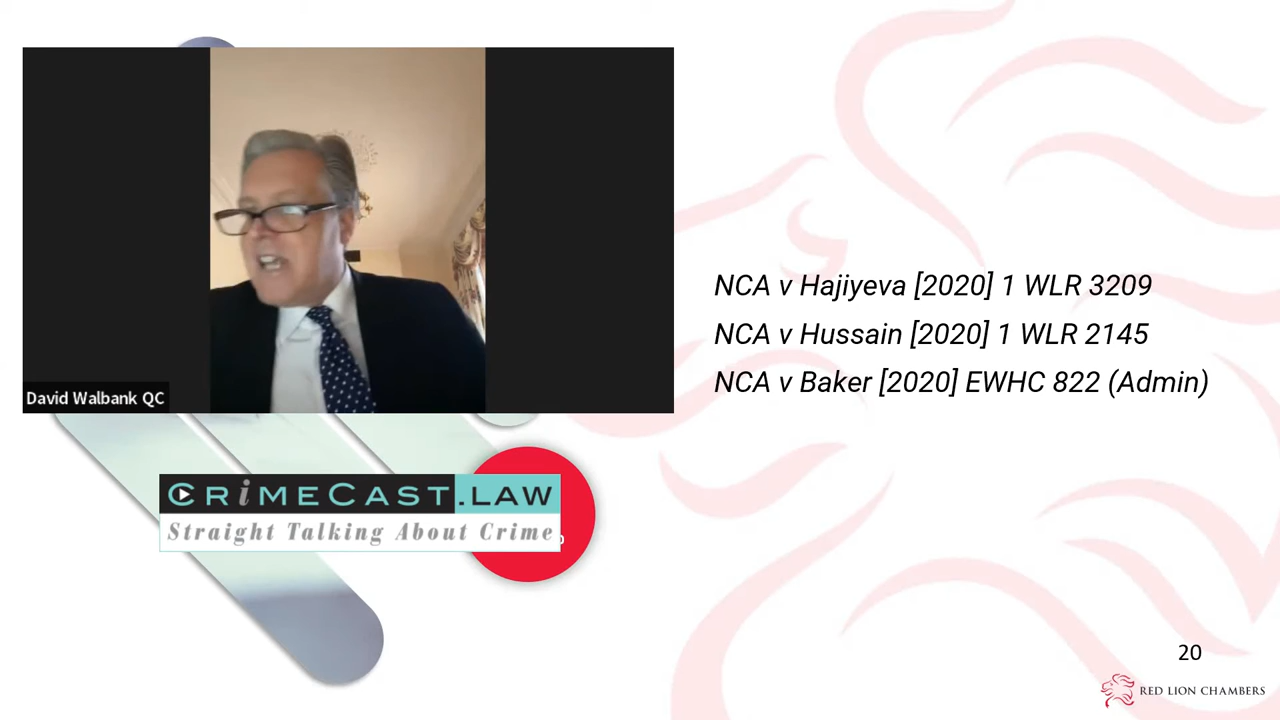 NCA v Hajiyeva [2020] 1 WLR 3209
NCA v Hussain [2020] 1 WLR 2145
NCA v Baker [2020] EWHC 822 (Admin)
David Walbank QC
CRiMECAST.LAW
Straight Talking About Crime
20
RED LION CHAMBERS